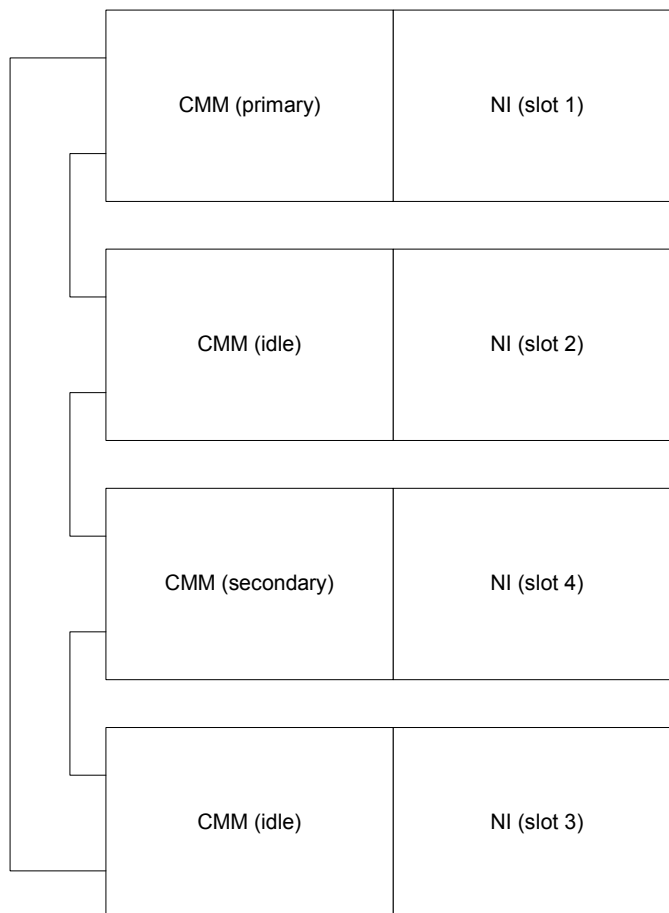 CMM (primary)
NI (slot 1)
CMM (idle)
NI (slot 2)
CMM (secondary)
NI (slot 4)
CMM (idle)
NI (slot 3)